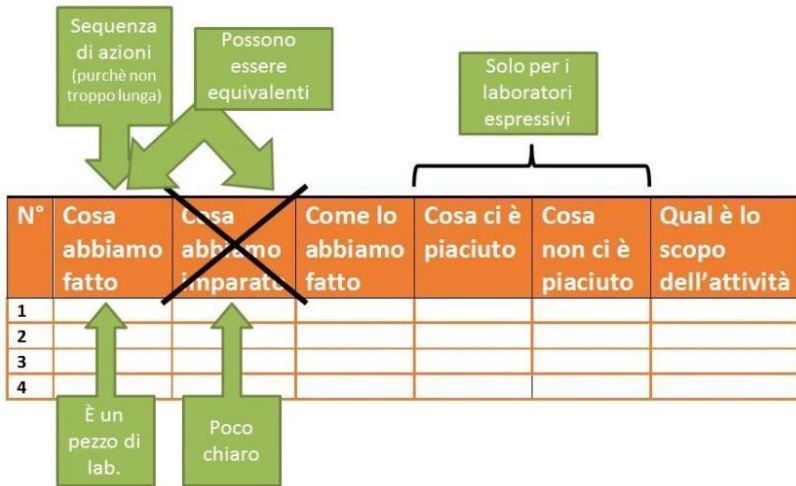 Sequenza
di azioni
(purchè non
troppo lunga)
Possono
essere
equivalenti
Solo per i
laboratori
espressivi
N°
Cosa
abbiamo
fatto
Cosa
abbiamo
imparato
Come lo
abbiamo
fatto
Cosa ci è
piaciuto
Cosa
non ci è
piaciuto
Qual è lo
scopo
dell'attività
1
2
3
4
È un
pezzo di
lab.
Poco
chiaro